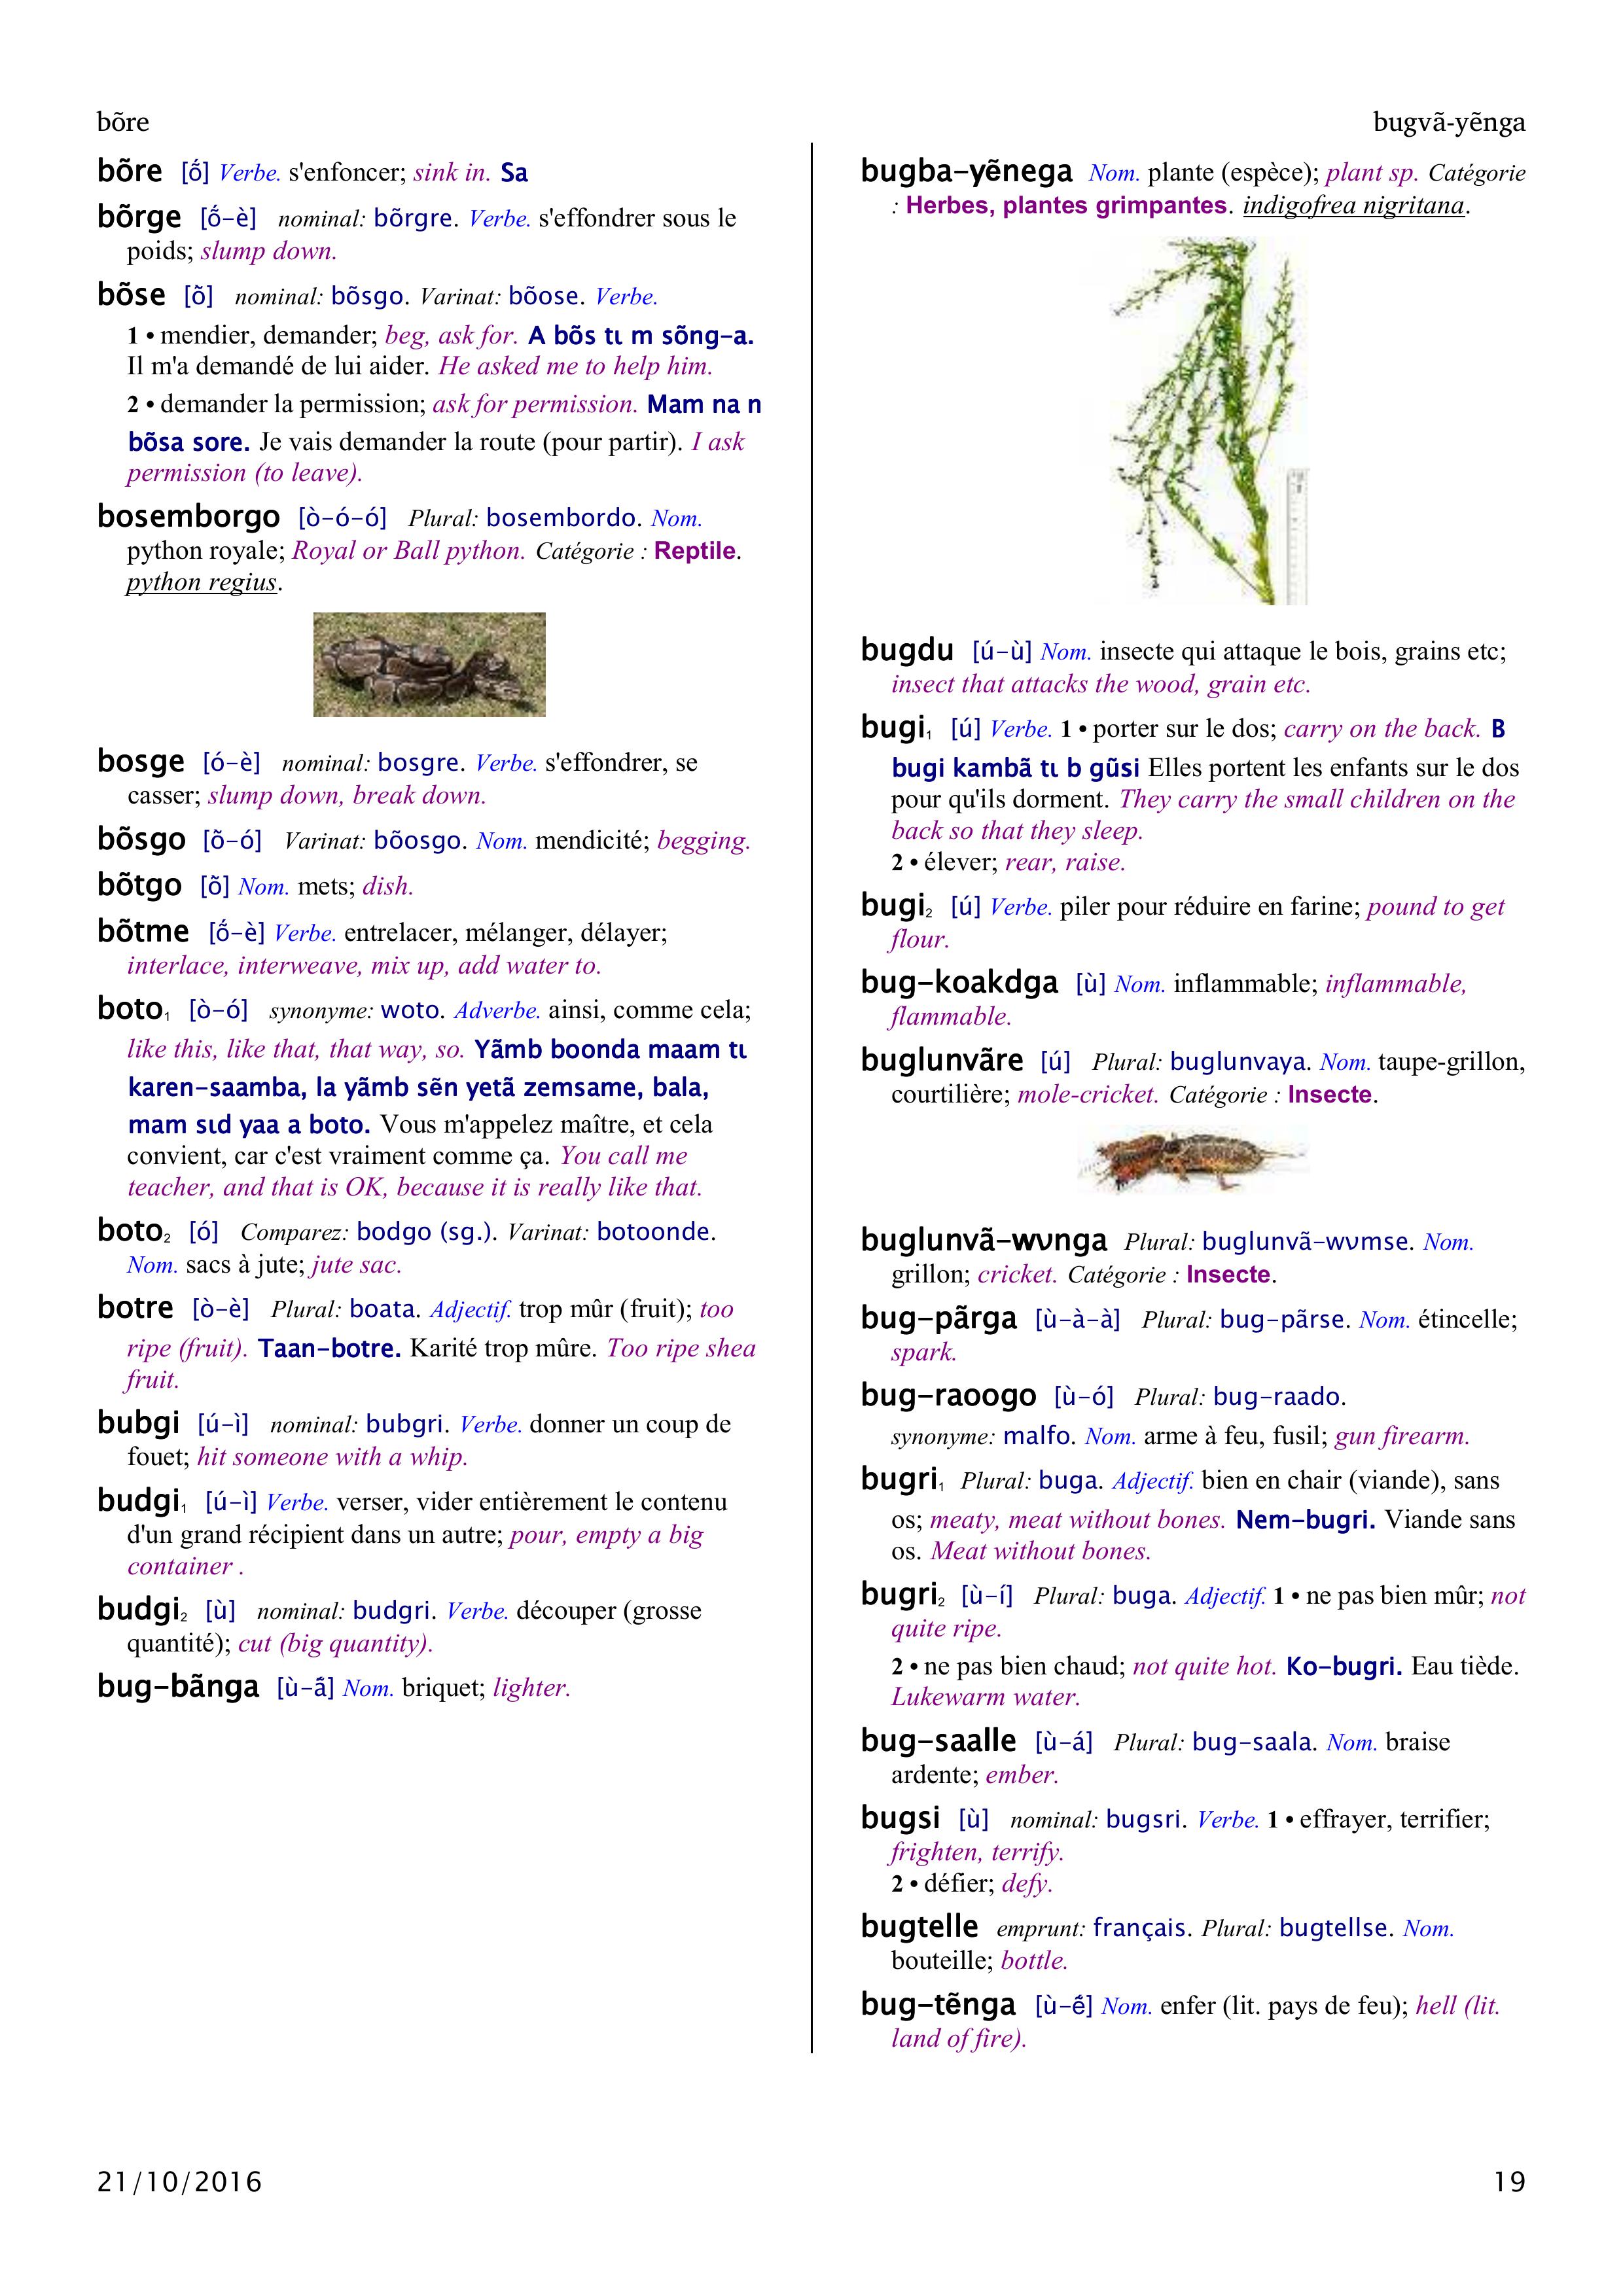 bõre
bugvã-yẽnga
bõre [ṍ] Verbe. s'enfoncer; sink in. Sa
bõrge [ṍ-è] nominal: bõrgre. Verbe. s'effondrer sous le
poids; slump down.
bõse [õ̀] nominal: bõsgo. Varinat: bõose. Verbe.
1 • mendier, demander; beg, ask for. A bõs tɩ m sõng-a.
Il m'a demandé de lui aider. He asked me to help him.
2 • demander la permission; ask for permission. Mam na n
bõsa sore. Je vais demander la route (pour partir). I ask
permission (to leave).
bosemborgo [ò-ó-ó] Plural: bosembordo. Nom.
python royale; Royal or Ball python. Catégorie : Reptile.
python regius.
bosge [ó-è] nominal: bosgre. Verbe. s'effondrer, se
casser; slump down, break down.
bõsgo [õ̀-ó] Varinat: bõosgo. Nom. mendicité; begging.
bõtgo [õ̀] Nom. mets; dish.
bõtme [ṍ-è] Verbe. entrelacer, mélanger, délayer;
interlace, interweave, mix up, add water to.
boto₁ [ò-ó] synonyme: woto. Adverbe. ainsi, comme cela;
like this, like that, that way, so. Yãmb boonda maam tɩ
karen-saamba, la yãmb sẽn yetã zemsame, bala,
mam sɩd yaa a boto. Vous m'appelez maître, et cela
convient, car c'est vraiment comme ça. You call me
teacher, and that is OK, because it is really like that.
boto₂ [ó] Comparez: bodgo (sg.). Varinat: botoonde.
Nom. sacs à jute; jute sac.
botre [ò-è] Plural: boata. Adjectif. trop mûr (fruit); too
ripe (fruit). Taan-botre. Karité trop mûre. Too ripe shea
fruit.
bubgi [ú-ì] nominal: bubgri. Verbe. donner un coup de
fouet; hit someone with a whip.
budgi₁ [ú-ì] Verbe. verser, vider entièrement le contenu
d'un grand récipient dans un autre; pour, empty a big
container .
budgi₂ [ù] nominal: budgri. Verbe. découper (grosse
quantité); cut (big quantity).
bug-bãnga [ù-ã́] Nom. briquet; lighter.
bugba-yẽnega Nom. plante (espèce); plant sp. Catégorie
: Herbes, plantes grimpantes. indigofrea nigritana.
bugdu [ú-ù] Nom. insecte qui attaque le bois, grains etc;
insect that attacks the wood, grain etc.
bugi₁ [ú] Verbe. 1 • porter sur le dos; carry on the back. B
bugi kambã tɩ b gũsi Elles portent les enfants sur le dos
pour qu'ils dorment. They carry the small children on the
back so that they sleep.
2 • élever; rear, raise.
bugi₂ [ú] Verbe. piler pour réduire en farine; pound to get
flour.
bug-koakdga [ù] Nom. inflammable; inflammable,
flammable.
buglunvãre [ú] Plural: buglunvaya. Nom. taupe-grillon,
courtilière; mole-cricket. Catégorie : Insecte.
buglunvã-wʋnga Plural: buglunvã-wʋmse. Nom.
grillon; cricket. Catégorie : Insecte.
bug-pãrga [ù-à-à] Plural: bug-pãrse. Nom. étincelle;
spark.
bug-raoogo [ù-ó] Plural: bug-raado.
synonyme: malfo. Nom. arme à feu, fusil; gun firearm.
bugri₁ Plural: buga. Adjectif. bien en chair (viande), sans
os; meaty, meat without bones. Nem-bugri. Viande sans
os. Meat without bones.
bugri₂ [ù-í] Plural: buga. Adjectif. 1 • ne pas bien mûr; not
quite ripe.
2 • ne pas bien chaud; not quite hot. Ko-bugri. Eau tiède.
Lukewarm water.
bug-saalle [ù-á] Plural: bug-saala. Nom. braise
ardente; ember.
bugsi [ù] nominal: bugsri. Verbe. 1 • effrayer, terrifier;
frighten, terrify.
2 • défier; defy.
bugtelle emprunt: français. Plural: bugtellse. Nom.
bouteille; bottle.
bug-tẽnga [ù-ẽ́] Nom. enfer (lit. pays de feu); hell (lit.
land of fire).
21/10/2016
19